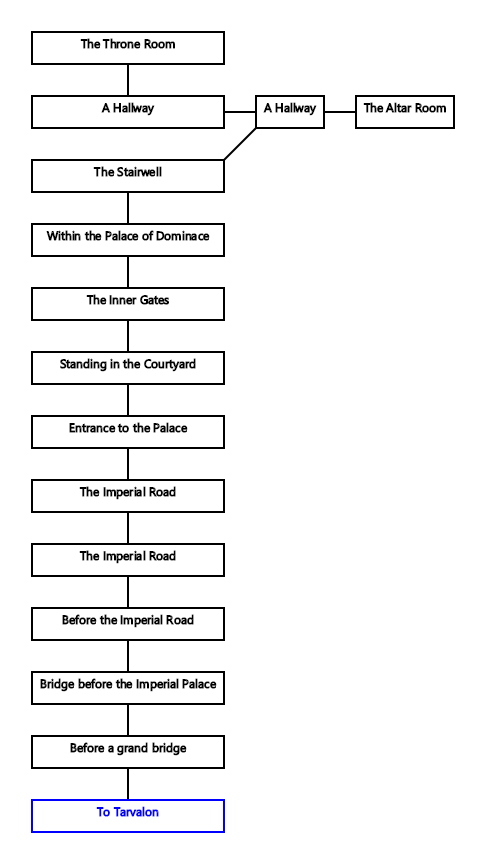 The Throne Room
A Hallway
A Hallway
The Altar Room
The Stairwell
Within the Palace of Dominace
The Inner Gates
Standing in the Courtyard
Entrance to the Palace
The Imperial Road
The Imperial Road
Before the Imperial Road
Bridge before the Imperial Palace
Before a grand bridge
To Tarvalon